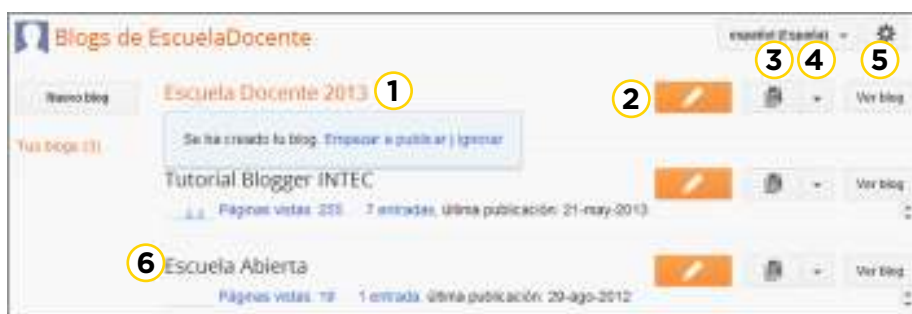 Blogs de EscuelaDocente
español (España)
3 4 5
Nuevo blog
Escuela Docente 2013 1
2
Ver blog
Tus blogs (3)
Se ha creado tu blog. Empezar a publicar | Ignorar
Tutorial Blogger INTEC
Ver blog
Páginas vistas: 255 7 entradas, última publicación: 21-may-2013
6 Escuela Abierta
Ver blog
Páginas vistas: 1 entrada, última publicación: 29-ago-2012